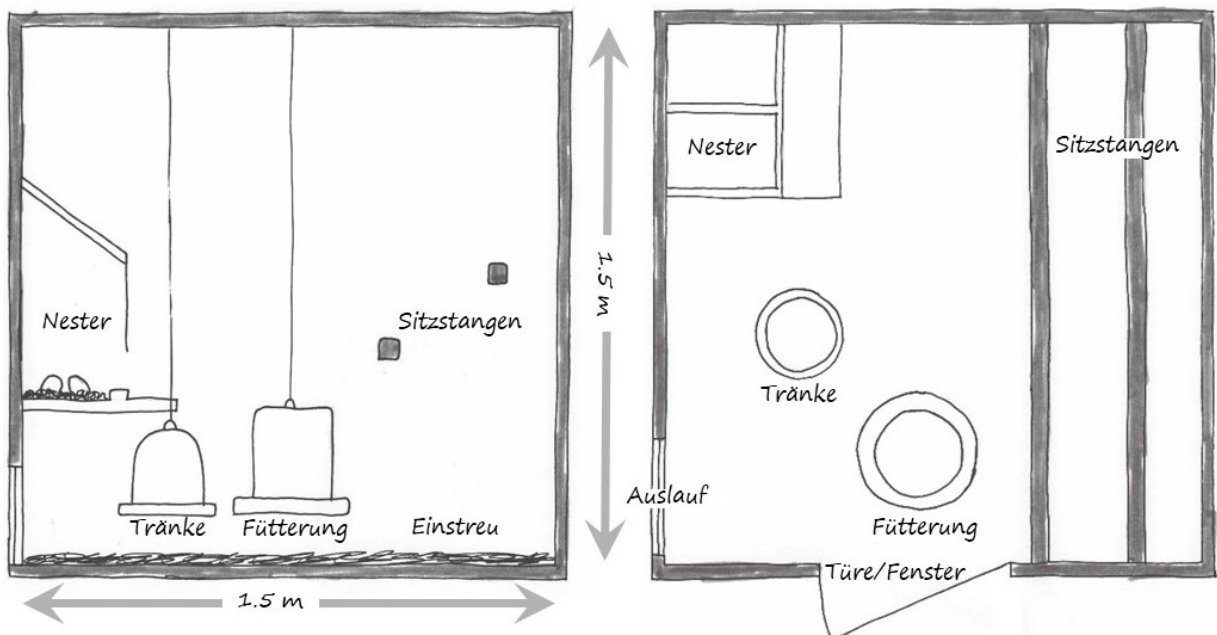 Nester
Sitzstangen
Tränke
Fütterung
Einstreu
1.5 m
1.5 m
Nester
Sitzstangen
Tränke
Auslauf
Fütterung
Türe/Fenster